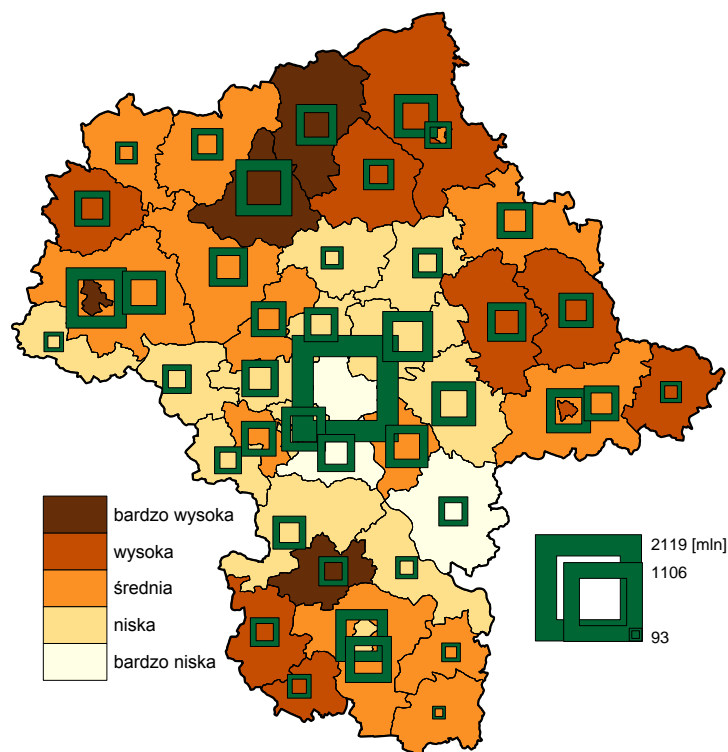 bardzo wysoka
wysoka
średnia
niska
bardzo niska
2119 [mln]
1106
93